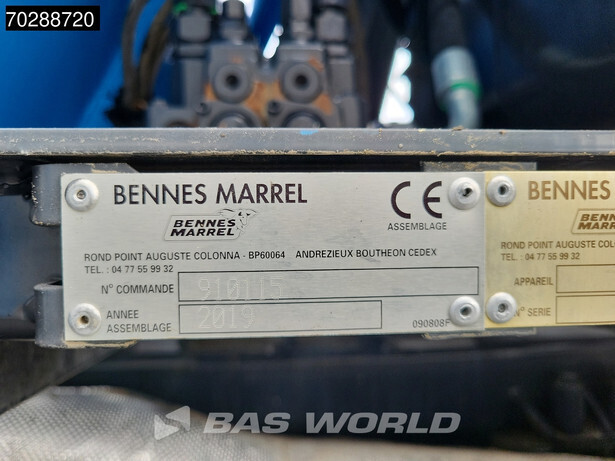 70288720
BENNES MARREL
CE
BENNES
MARREL
ASSEMBLAGE
ROND POINT AUGUSTE COLONNA - BP60064 ANDREZIEUX BOUTHEON CEDEX
TEL. : 04 77 55 99 32
N° COMMANDE 910115
ANNEE
ASSEMBLAGE 2019
090808F
BENNES
BENNES
MARREL
ROND POINT AUGUSTE
TEL. : 04 77 55 99 32
APPAREIL
N° SERIE
BAS WORLD